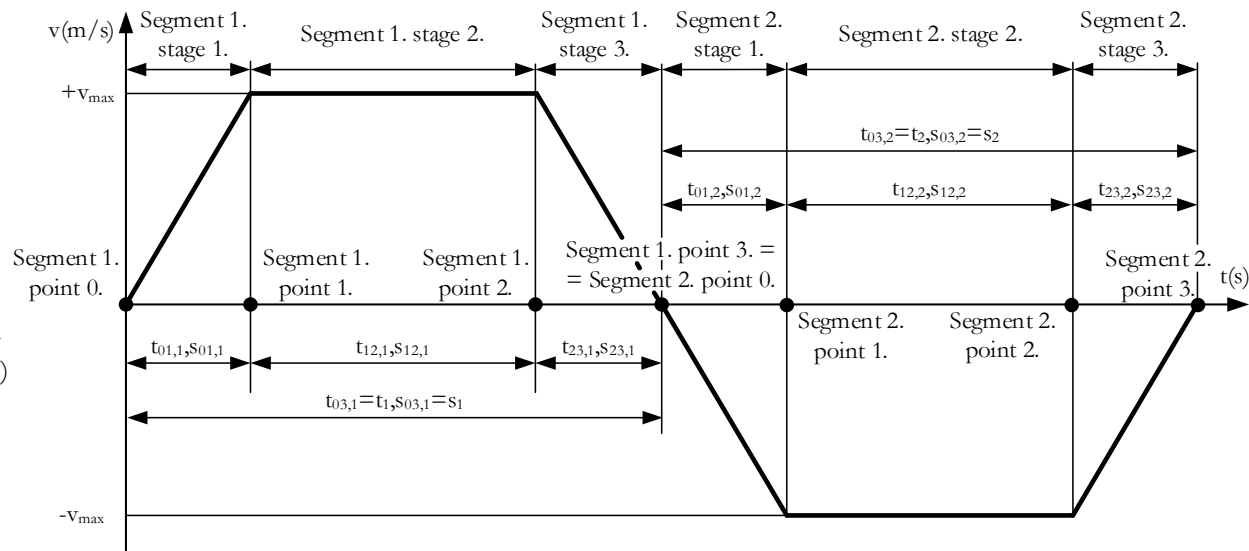 v(m/s)
Segment 1.
stage 1.
Segment 1. stage 2.
Segment 1.
stage 3.
Segment 2.
stage 1.
Segment 2. stage 2.
Segment 2.
stage 3.
+vmax
t03,2=t2,s03,2=s2
t01,2,s01,2
t12,2,s12,2
t23,2,s23,2
Segment 1.
point 0.
Segment 1.
point 1.
Segment 1.
point 2.
Segment 1. point 3. =
= Segment 2. point 0.
Segment 2.
point 3.
t(s)
Segment 2.
point 1.
Segment 2.
point 2.
t01,1,s01,1
t12,1,s12,1
t23,1,s23,1
)
t03,1=t1,s03,1=s1
-vmax